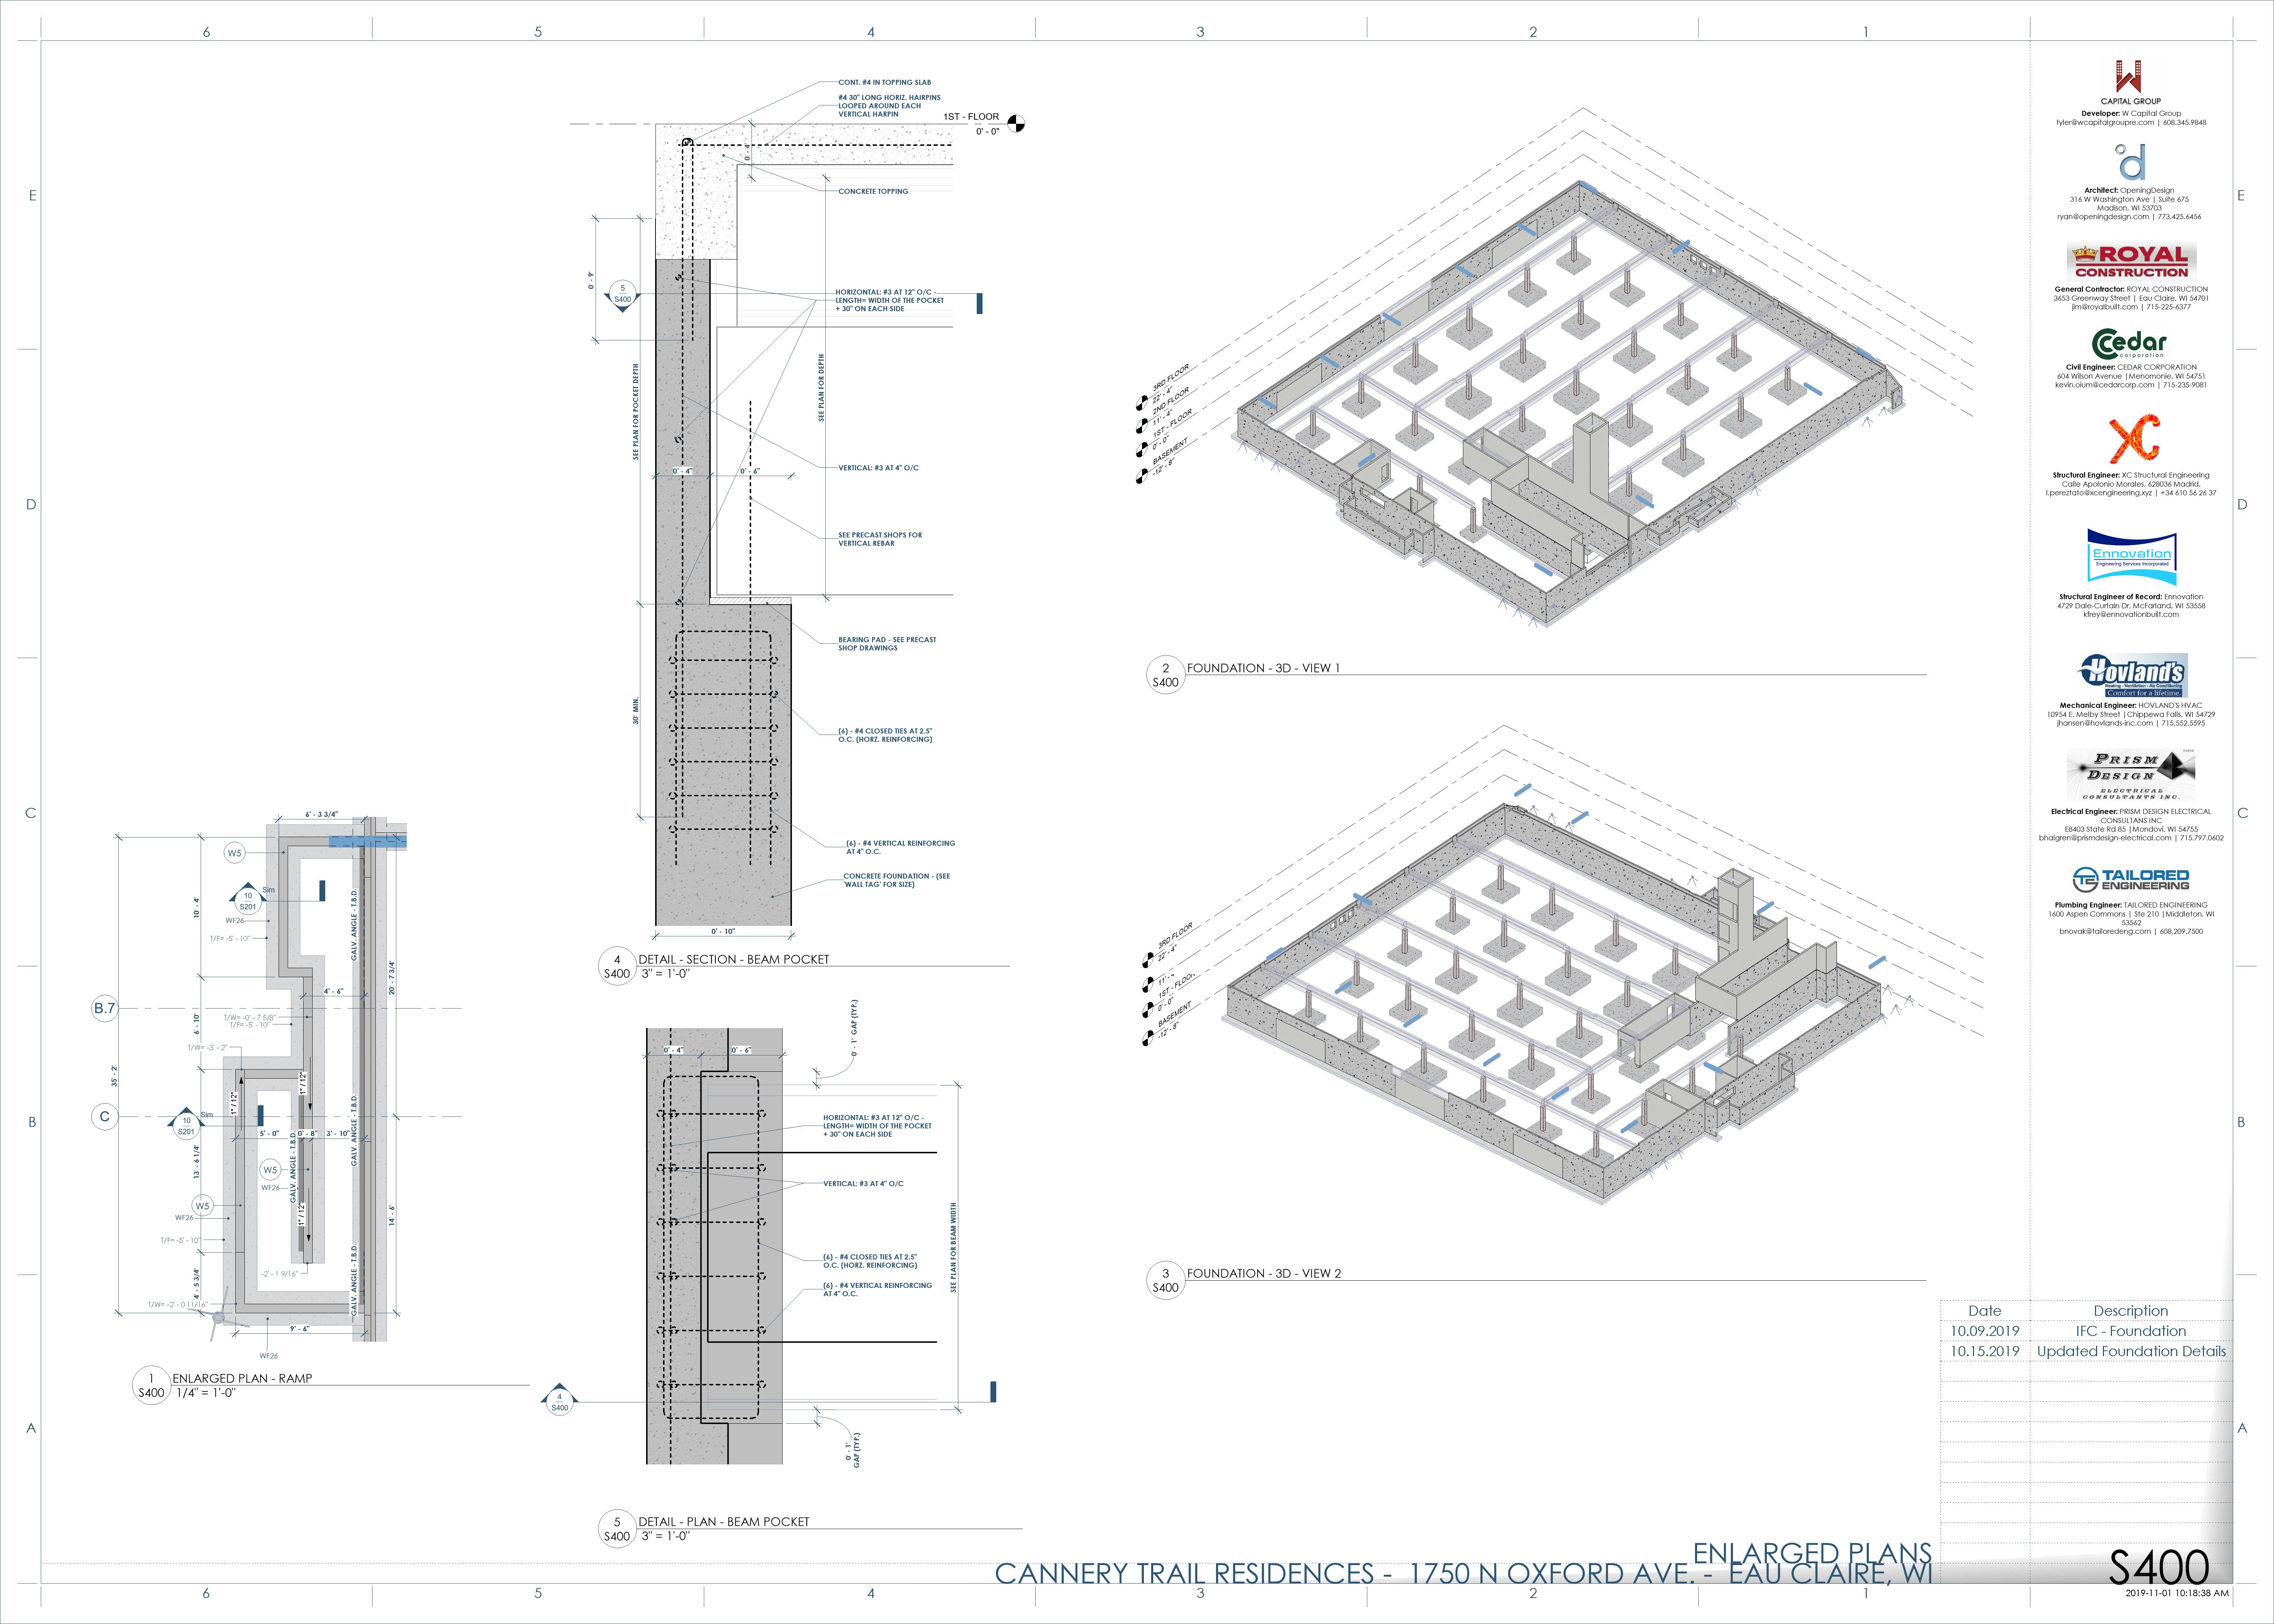 6 5 4 3 2 1
E
D
C
B
A
CONT. #4 IN TOPPING SLAB
#4 30" LONG HORIZ. HAIRPINS
LOOPED AROUND EACH
VERTICAL HARPIN
1ST - FLOOR
0' - 0"
0' - 4"
CONCRETE TOPPING
0' - 9"
5
S400
HORIZONTAL: #3 AT 12" O/C -
LENGTH= WIDTH OF THE POCKET
+ 30" ON EACH SIDE
SEE PLAN FOR POCKET DEPTH
SEE PLAN FOR DEPTH
VERTICAL: #3 AT 4" O/C
0' - 4"
0' - 6"
SEE PRECAST SHOPS FOR
VERTICAL REBAR
BEARING PAD - SEE PRECAST
SHOP DRAWINGS
30' MIN.
(6) - #4 CLOSED TIES AT 2.5"
O.C. (HORZ. REINFORCING)
(6) - #4 VERTICAL REINFORCING
AT 4" O.C.
CONCRETE FOUNDATION - (SEE
'WALL TAG' FOR SIZE)
0' - 10"
4
S400
DETAIL - SECTION - BEAM POCKET
3" = 1'-0"
6' - 3 3/4"
W5
10
S201
Sim
WF26
T/F= -5' - 10"
10' - 4"
GALV. ANGLE - T.B.D.
20' - 7 3/4"
4' - 6"
B.7
T/W= -0' - 7 5/8"
T/F= -5' - 10"
6' - 10"
T/W= -3' - 2"
35' - 2"
1" / 12"
1" / 12"
C
10
S201
Sim
5' - 0"
0' - 8"
3' - 10"
GALV. ANGLE - T.B.D.
GALV. ANGLE - T.B.D.
13' - 6 1/4"
W5
WF26
W5
WF26
1" / 12"
14' - 6"
T/F= -5' - 10"
-2' - 1 9/16"
GALV. ANGLE - T.B.D.
4' - 5 3/4"
T/W= -2' - 0 11/16"
9' - 6"
WF26
1
S400
ENLARGED PLAN - RAMP
1/4" = 1'-0"
0' - 1" GAP (TYP.)
0' - 4"
0' - 6"
HORIZONTAL: #3 AT 12" O/C -
LENGTH= WIDTH OF THE POCKET
+ 30" ON EACH SIDE
VERTICAL: #3 AT 4" O/C
SEE PLAN FOR BEAM WIDTH
(6) - #4 CLOSED TIES AT 2.5"
O.C. (HORZ. REINFORCING)
(6) - #4 VERTICAL REINFORCING
AT 4" O.C.
4
S400
0' - 1"
GAP (TYP.)
5
S400
DETAIL - PLAN - BEAM POCKET
3" = 1'-0"
3RD FLOOR
22' - 4"
2ND FLOOR
11' - 4"
1ST - FLOOR
0' - 0"
BASEMENT
-12' - 8"
2
S400
FOUNDATION - 3D - VIEW 1
3RD FLOOR
22' - 4"
1ST - FLOOR
0' - 0"
BASEMENT
-12' - 8"
3
S400
FOUNDATION - 3D - VIEW 2
W
CAPITAL GROUP
Developer: W Capital Group
tyler@wcapitalgroupre.com | 608.345.9848
Architect: OpeningDesign
316 W Washington Ave | Suite 675
Madison, WI 53703
ryan@openingdesign.com | 773.425.6456
ROYAL
CONSTRUCTION
General Contractor: ROYAL CONSTRUCTION
3653 Greenway Street | Eau Claire, WI 54701
jim@royalbuilt.com | 715-225-6377
Cedar
corporation
Civil Engineer: CEDAR CORPORATION
604 Wilson Avenue |Menomonie, WI 54751
kevin.oium@cedarcorp.com | 715-235-9081
XC
Structural Engineer: XC Structural Engineering
Calle Apolonio Morales, 628036 Madrid,
l.pereztato@xcengineering.xyz | +34 610 56 26 37
Ennovation
Engineering Services Incorporated
Structural Engineer of Record: Ennovation
4729 Dale-Curtain Dr, McFarland, WI 53558
kfrey@ennovationbuilt.com
Hovland's
Heating - Ventilation - Air Conditioning
Comfort for a lifetime.
Mechanical Engineer: HOVLAND'S HVAC
10954 E. Melby Street |Chippewa Falls, WI 54729
jhansen@hovlands-inc.com | 715.552.5595
PRISM
DESIGN
ELECTRICAL
CONSULTANTS INC.
Electrical Engineer: PRISM DESIGN ELECTRICAL
CONSULTANS INC
E8403 State Rd 85 |Mondovi, WI 54755
bhalgren@prismdesign-electrical.com | 715.797.0602
TE TAILORED
ENGINEERING
Plumbing Engineer: TAILORED ENGINEERING
1600 Aspen Commons | Ste 210 |Middleton, WI
53562
bnovak@tailoredeng.com | 608.209.7500
Date Description
10.09.2019 IFC - Foundation
10.15.2019 Updated Foundation Details
ENLARGED PLANS
CANNERY TRAIL RESIDENCES - 1750 N OXFORD AVE. - EAU CLAIRE, WI
S400
2019-11-01 10:18:38 AM
E
D
C
B
A
6 5 4 3 2 1